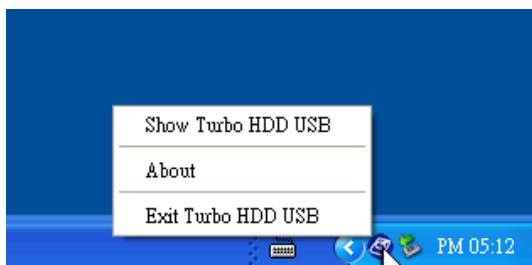 Show Turbo HDD USB
About
Exit Turbo HDD USB
PM 05:12